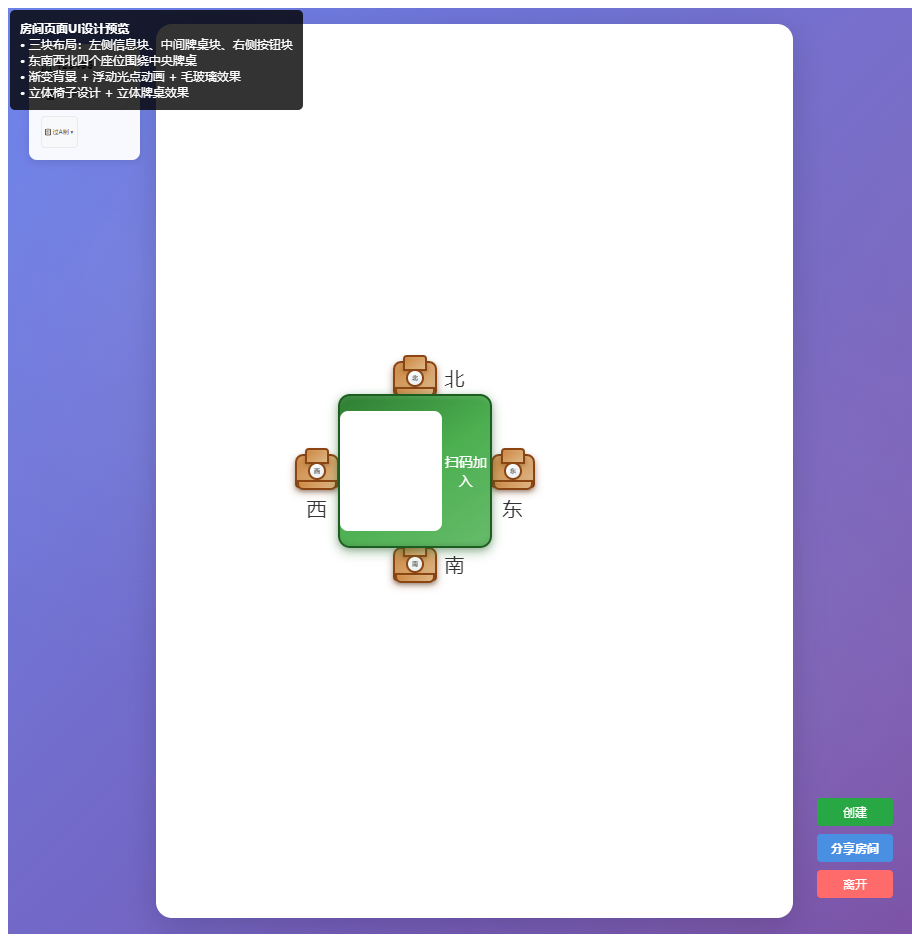 房间页面UI设计预览
• 三块布局：左侧信息块、中间牌桌块、右侧按钮块
• 东南西北四个座位围绕中央牌桌
• 渐变背景 + 浮动光点动画 + 毛玻璃效果
• 立体椅子设计 + 立体牌桌效果
过A制
北
北
扫码加
入
西
东
西
东
南
南
创建
分享房间
离开